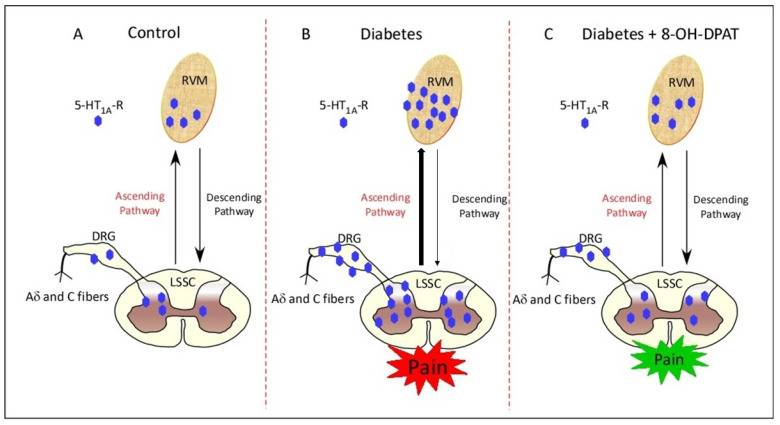 A Control
RVM
5-HT1A-R
Ascending
Pathway
Descending
Pathway
DRG
LSSC
Aδ and C fibers
B Diabetes
RVM
5-HT1A-R
Ascending
Pathway
Descending
Pathway
DRG
LSSC
Aδ and C fibers
Pain
C Diabetes + 8-OH-DPAT
RVM
5-HT1A-R
Ascending
Pathway
Descending
Pathway
DRG
LSSC
Aδ and C fibers
Pain